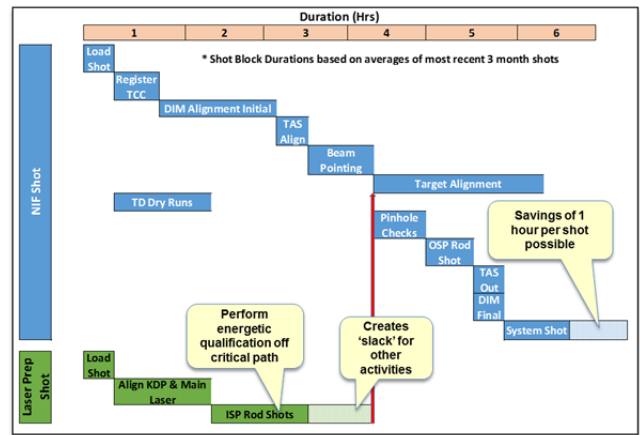 Duration (Hrs)
1 2 3 4 5 6
* Shot Block Durations based on averages of most recent 3 month shots
NIF Shot
Load
Shot
Register
TCC
DIM Alignment Initial
TAS
Align
Beam
Pointing
Target Alignment
TD Dry Runs
Pinhole
Checks
OSP Rod
Shot
TAS
Out
DIM
Final
System Shot
Savings of 1
hour per shot
possible
Perform
energetic
qualification off
critical path
Creates
'slack' for
other
activities
Laser Prep
Shot
Load
Shot
Align KDP & Main
Laser
ISP Rod Shots